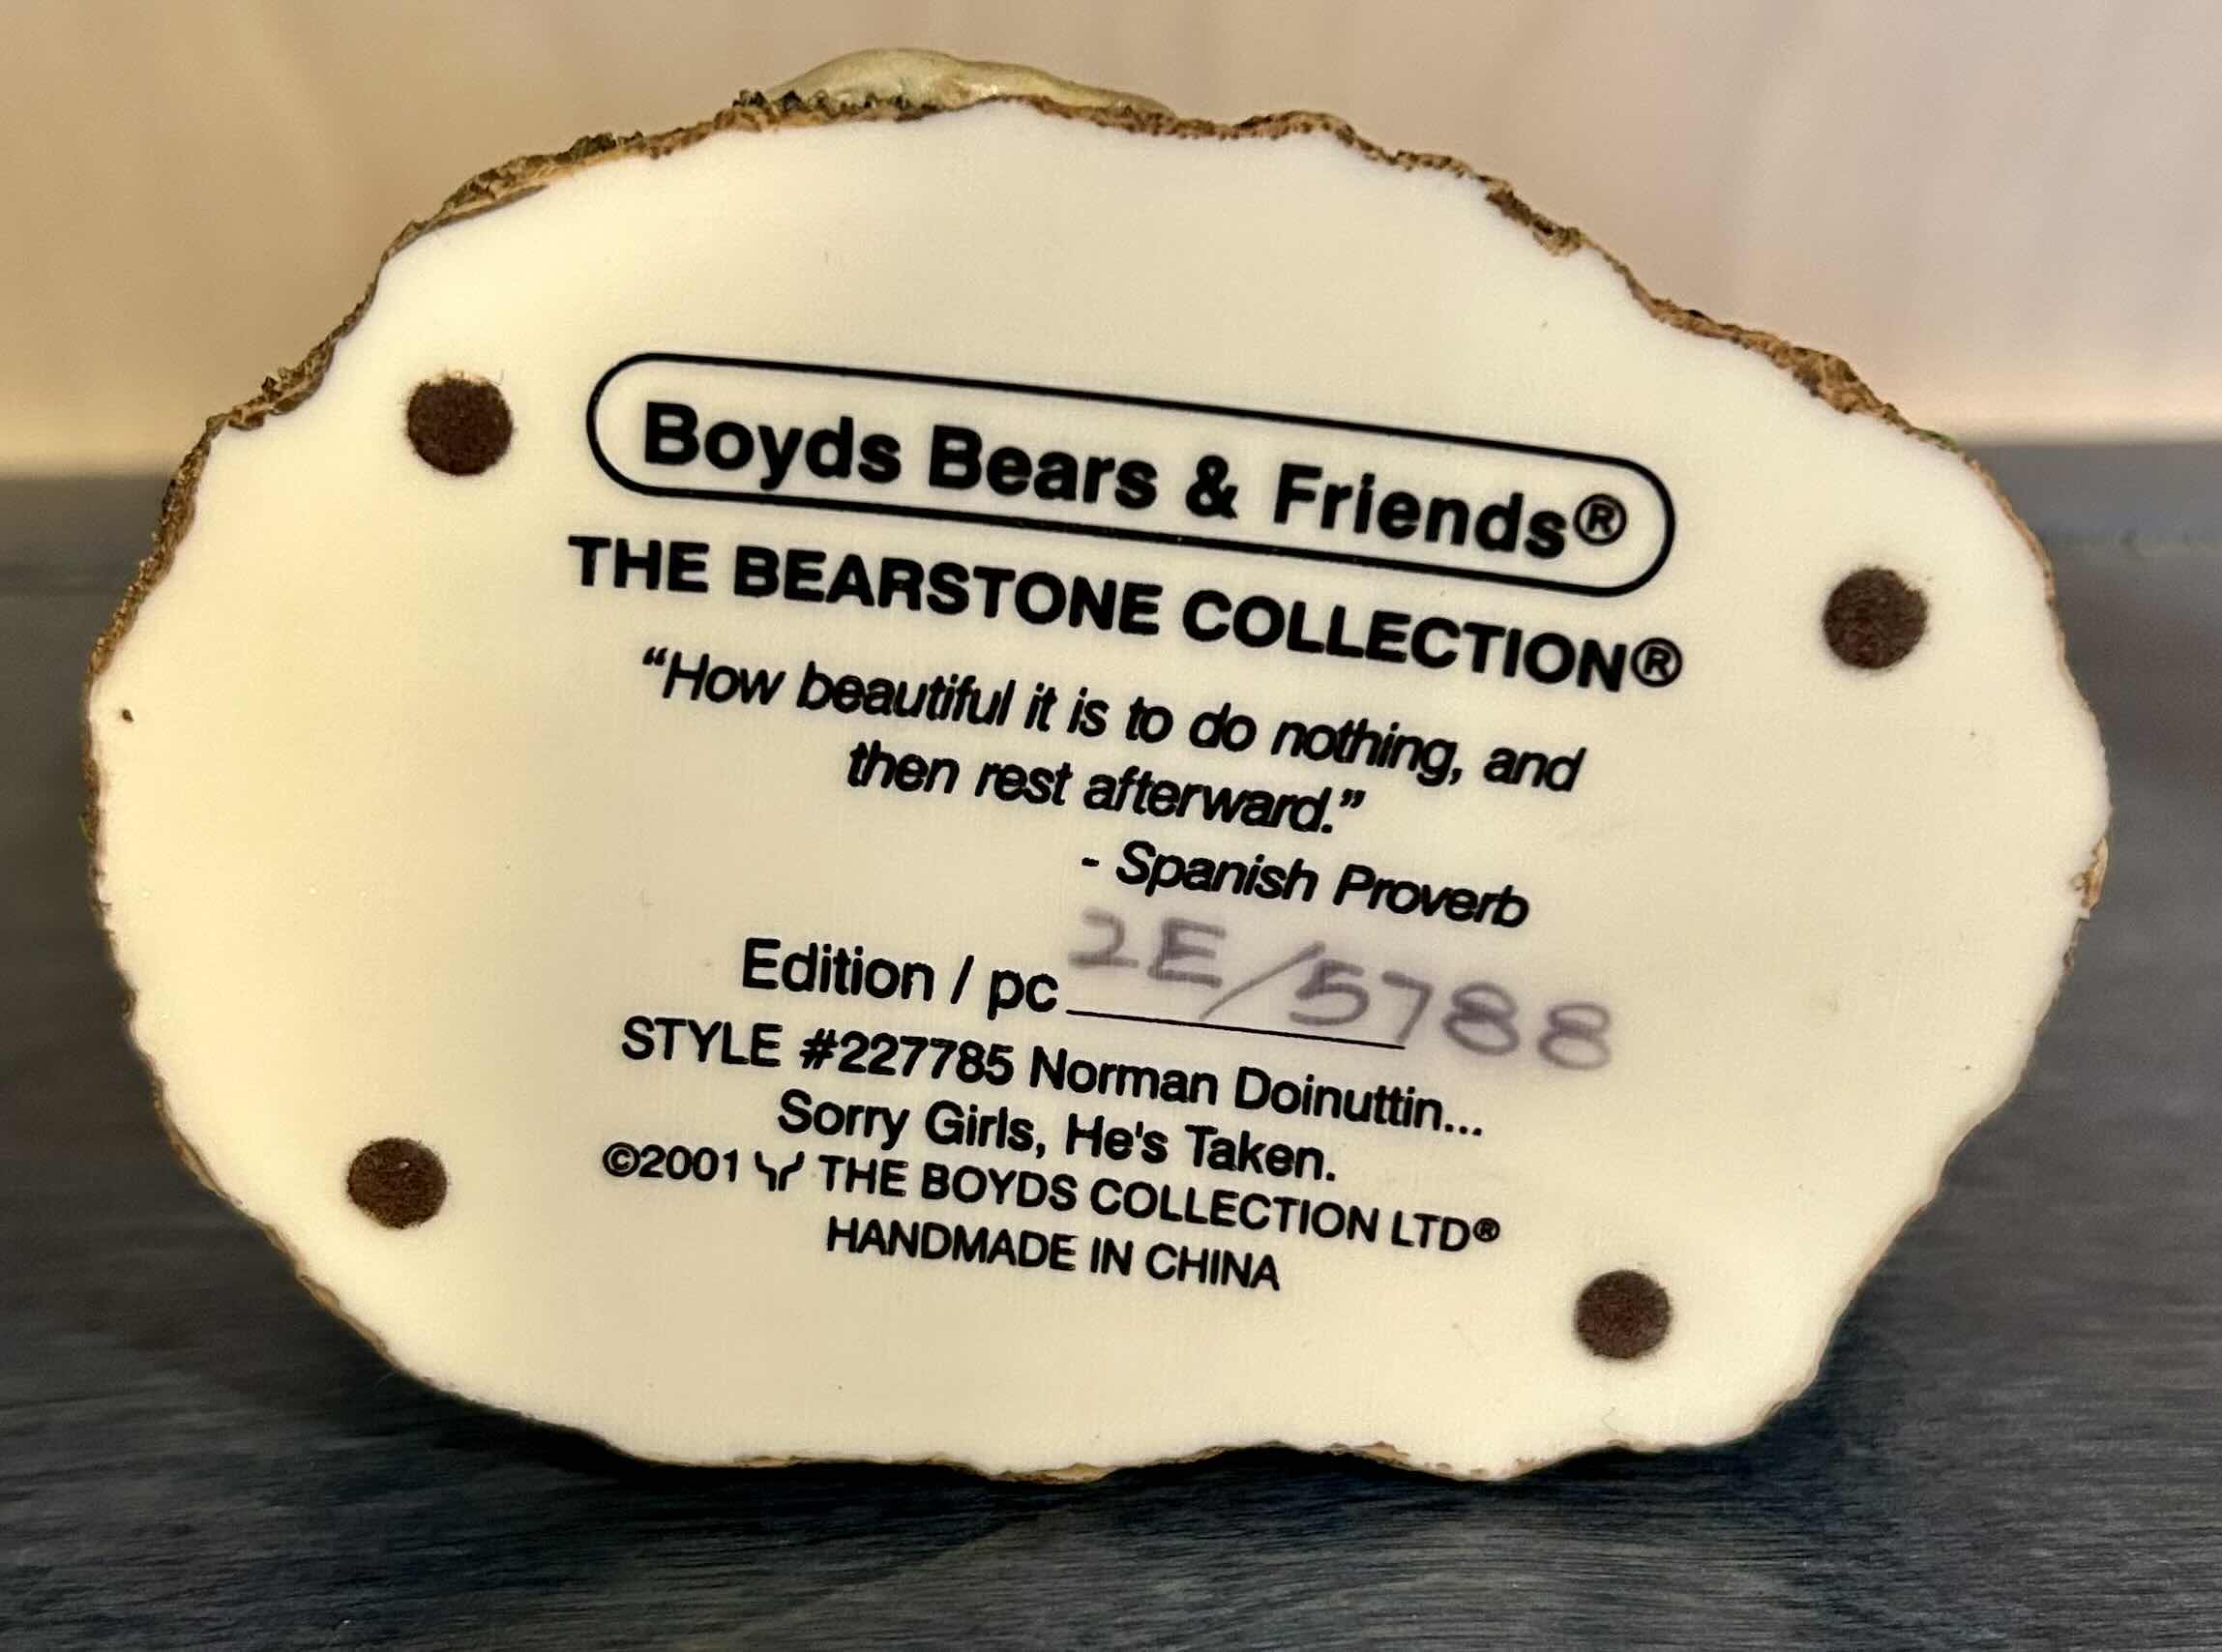 Boyds Bears & Friends®
THE BEARSTONE COLLECTION®
“How beautiful it is to do nothing, and
then rest afterward.”
- Spanish Proverb
Edition / pc 2E/5788
STYLE #227785 Norman Doinuttin...
Sorry Girls, He's Taken.
©2001 THE BOYDS COLLECTION LTD®
HANDMADE IN CHINA